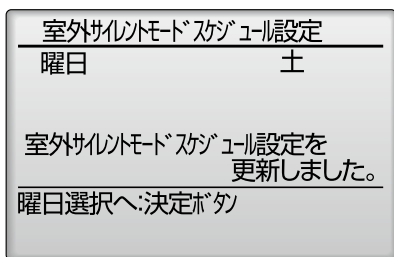 室外ｻｲﾚﾝﾄﾓｰﾄﾞｽｹｼﾞｭｰﾙ設定
曜日 土
室外ｻｲﾚﾝﾄﾓｰﾄﾞｽｹｼﾞｭｰﾙ設定を
更新しました。
曜日選択へ:決定ﾎﾞﾀﾝ